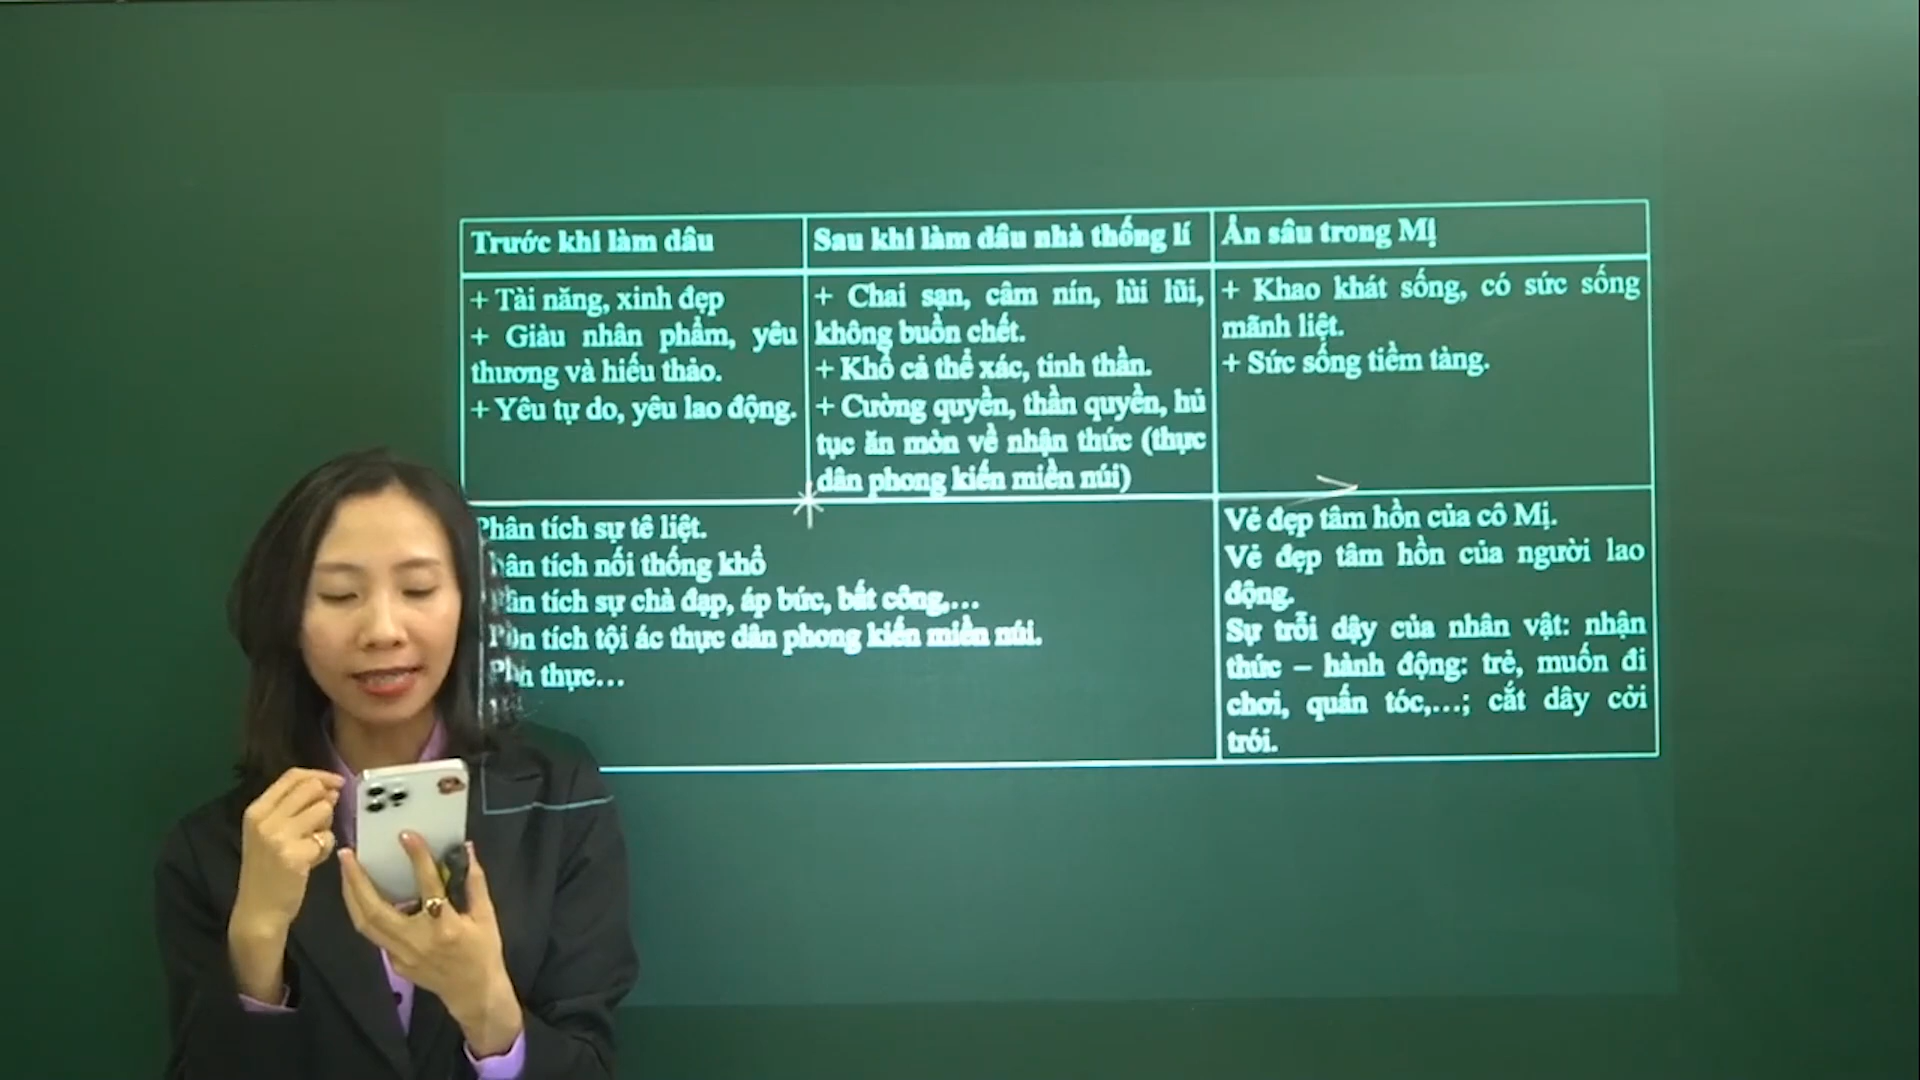 Trước khi làm dâu
Sau khi làm dâu nhà thống lí
Ẩn sâu trong Mị
+ Tài năng, xinh đẹp
+ Giàu nhân phẩm, yêu
thương và hiếu thảo.
+ Yêu tự do, yêu lao động.
+ Chai sạn, câm nín, lùi lũi,
không buồn chết.
+ Khổ cả thể xác, tinh thần.
+ Cường quyền, thần quyền, hủ
tục ăn mòn về nhận thức (thực
dân phong kiến miền núi)
+ Khao khát sống, có sức sống
mãnh liệt.
+ Sức sống tiềm tàng.
Phân tích sự tê liệt.
tích nỗi thống khổ
tích sự chà đạp, áp bức, bất công,…
tích tội ác thực dân phong kiến miền núi.
thực…
Vẻ đẹp tâm hồn của cô Mị.
Vẻ đẹp tâm hồn của người lao
động.
Sự trỗi dậy của nhân vật: nhận
thức – hành động: trẻ, muốn đi
chơi, quấn tóc,…; cắt dây cởi
trói.